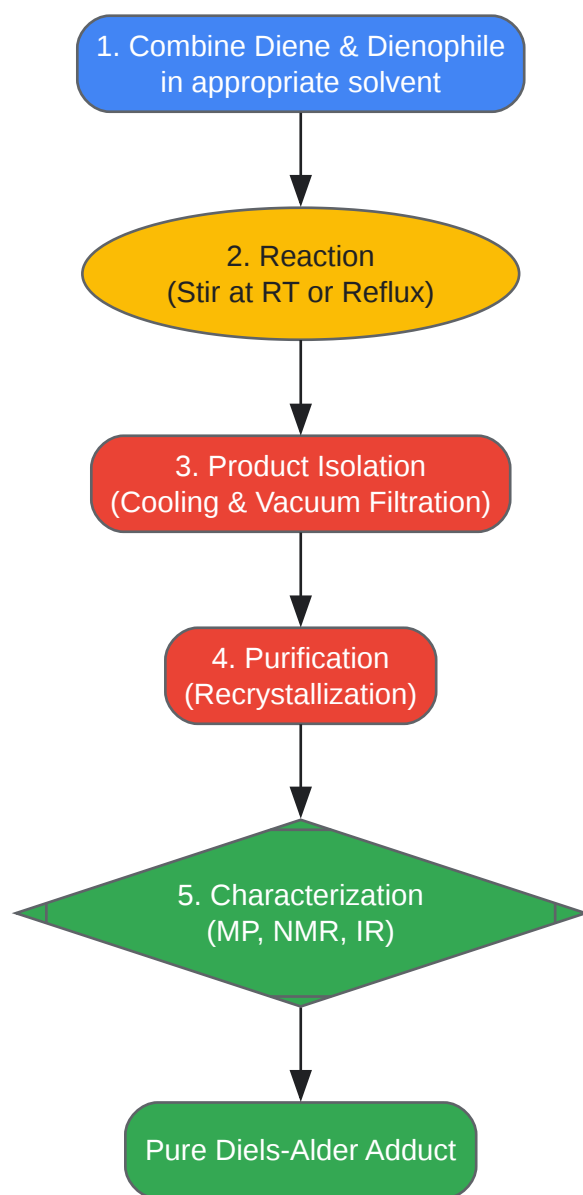 1. Combine Diene & Dienophile
in appropriate solvent
2. Reaction
(Stir at RT or Reflux)
3. Product Isolation
(Cooling & Vacuum Filtration)
4. Purification
(Recrystallization)
5. Characterization
(MP, NMR, IR)
Pure Diels-Alder Adduct